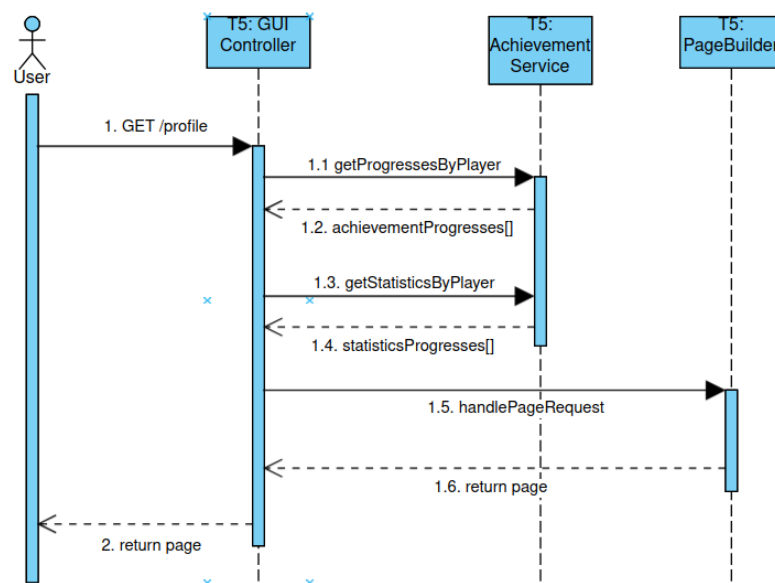 T5: GUI
Controller
T5:
Achievement
Service
T5:
PageBuilder
User
1. GET /profile
1.1 getProgressesByPlayer
1.2. achievementProgresses[]
1.3. getStatisticsByPlayer
1.4. statisticsProgresses[]
1.5. handlePageRequest
1.6. return page
2. return page